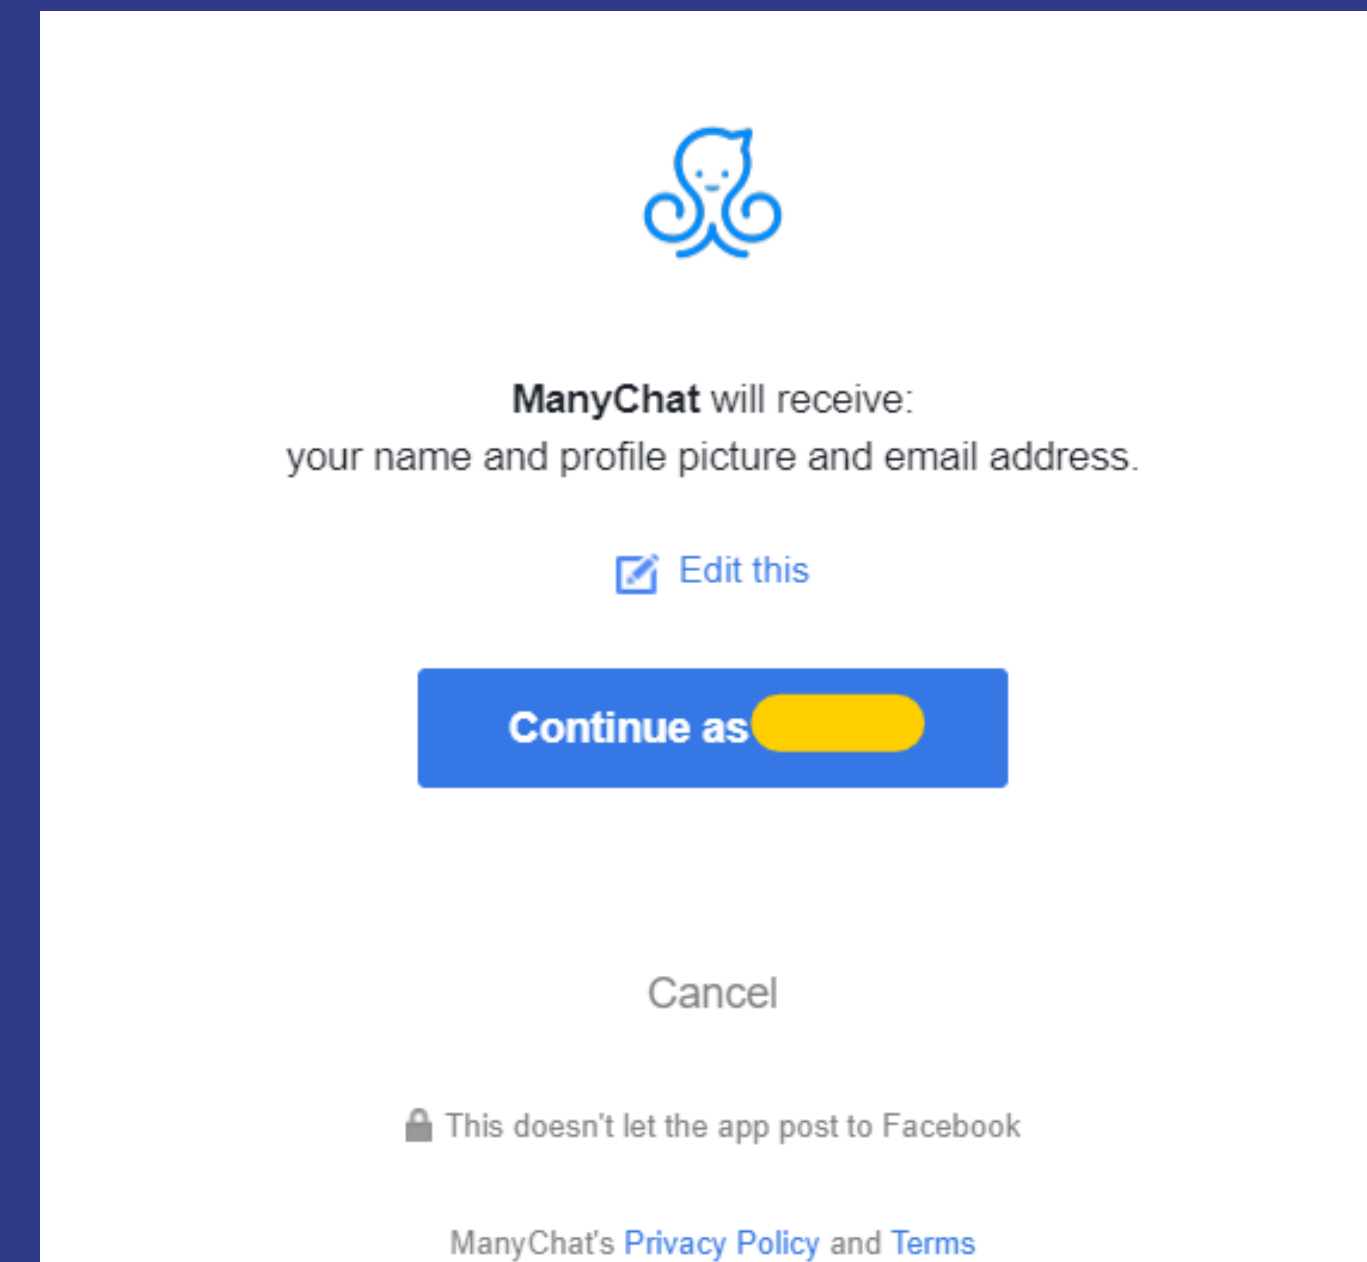 ManyChat will receive:
your name and profile picture and email address.
Edit this
Continue as
Cancel
This doesn't let the app post to Facebook
ManyChat's Privacy Policy and Terms